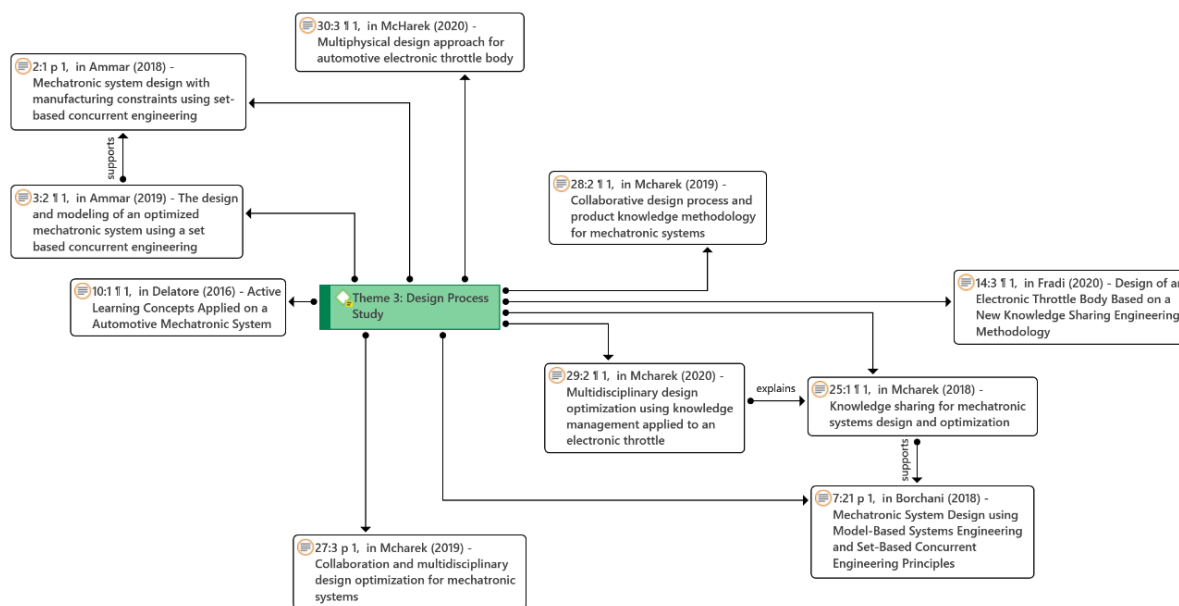 30:3 ¶ 1, in McHarek (2020) -
Multiphysical design approach for
automotive electronic throttle body
2:1 p 1, in Ammar (2018) -
Mechatronic system design with
manufacturing constraints using set-
based concurrent engineering
supports
3:2 ¶ 1, in Ammar (2019) - The design
and modeling of an optimized
mechatronic system using a set
based concurrent engineering
28:2 ¶ 1, in Mcharek (2019) -
Collaborative design process and
product knowledge methodology
for mechatronic systems
10:1 ¶ 1, in Delatore (2016) - Active
Learning Concepts Applied on a
Automotive Mechatronic System
Theme 3: Design Process
Study
14:3 ¶ 1, in Fradi (2020) - Design of an
Electronic Throttle Body Based on a
New Knowledge Sharing Engineering
Methodology
29:2 ¶ 1, in Mcharek (2020) -
Multidisciplinary design
optimization using knowledge
management applied to an
electronic throttle
explains
25:1 ¶ 1, in Mcharek (2018) -
Knowledge sharing for mechatronic
systems design and optimization
supports
7:21 p 1, in Borchani (2018) -
Mechatronic System Design using
Model-Based Systems Engineering
and Set-Based Concurrent
Engineering Principles
27:3 p 1, in Mcharek (2019) -
Collaboration and multidisciplinary
design optimization for mechatronic
systems